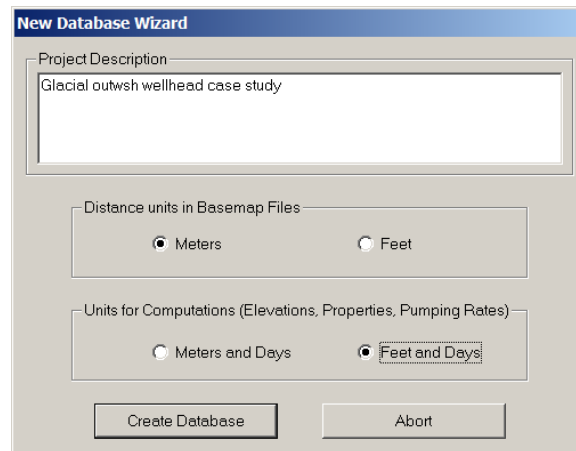 New Database Wizard
Project Description
Glacial outwsh wellhead case study
Distance units in Basemap Files
Meters Feet
Units for Computations (Elevations, Properties, Pumping Rates)
Meters and Days Feet and Days
Create Database Abort